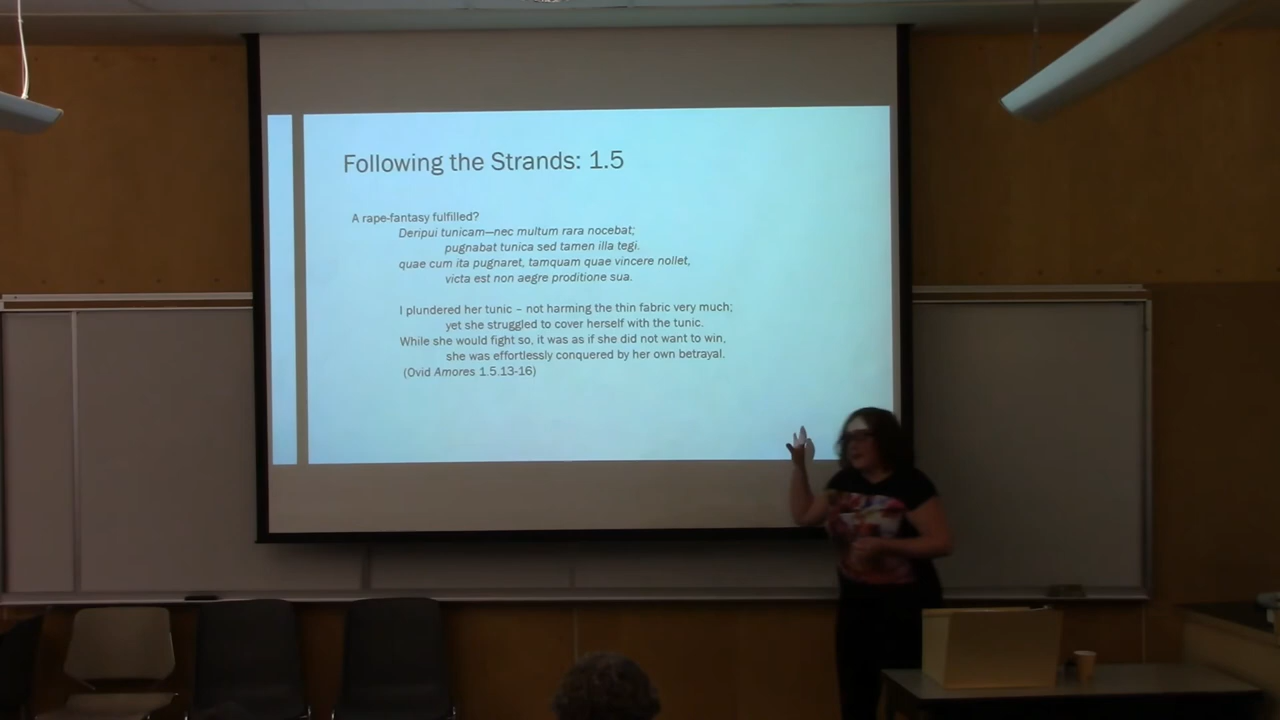 Following the Strands: 1.5
A rape-fantasy fulfilled?
Deripui tunicam—nec multum rara nocebat;
pugnabat tunica sed tamen illa tegi.
quae cum ita pugnaret, tamquam quae vincere nollet,
victa est non aegre proditione sua.
I plundered her tunic – not harming the thin fabric very much;
yet she struggled to cover herself with the tunic.
While she would fight so, it was as if she did not want to win,
she was effortlessly conquered by her own betrayal.
(Ovid Amores 1.5.13-16)